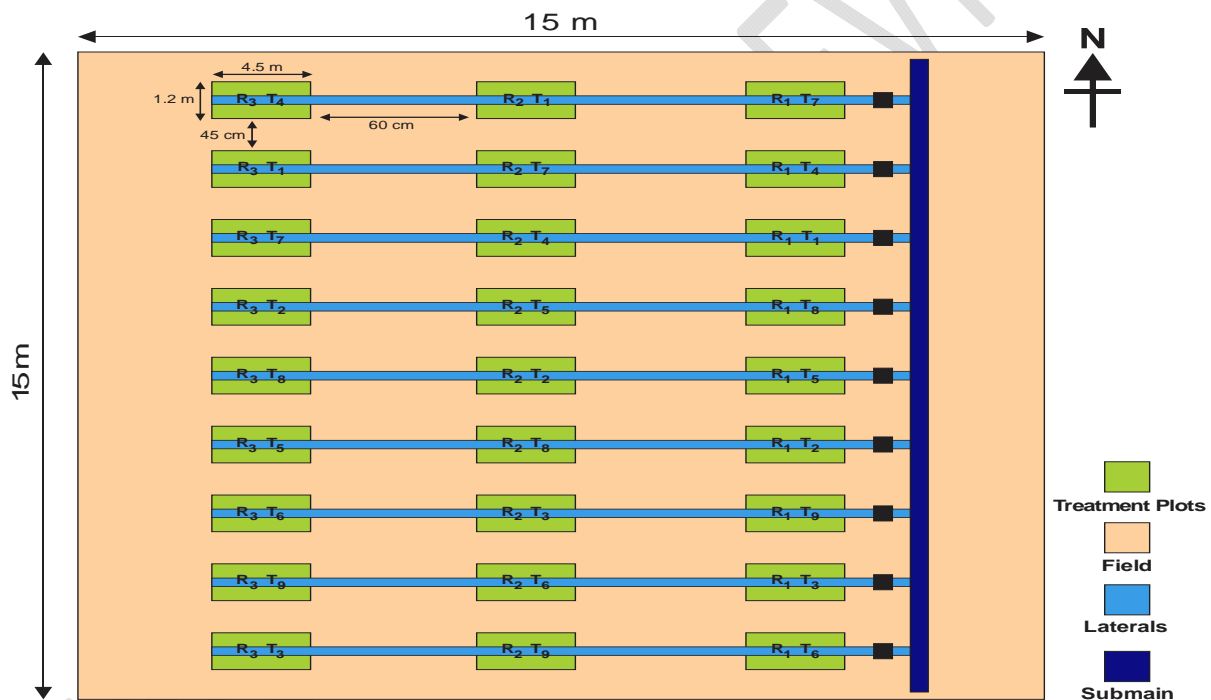 15 m
EVI
N
4.5 m
1.2 m
R3 T4 R2 T1 R1 T7
60 cm
45 cm
R3 T1 R2 T7 R1 T4
R3 T7 R2 T4 R1 T1
R3 T2 R2 T5 R1 T8
15 m
R3 T8 R2 T2 R1 T5
R3 T5 R2 T8 R1 T2
R3 T6 R2 T3 R1 T9
R3 T9 R2 T6 R1 T3
R3 T3 R2 T9 R1 T6
Treatment Plots
Field
Laterals
Submain